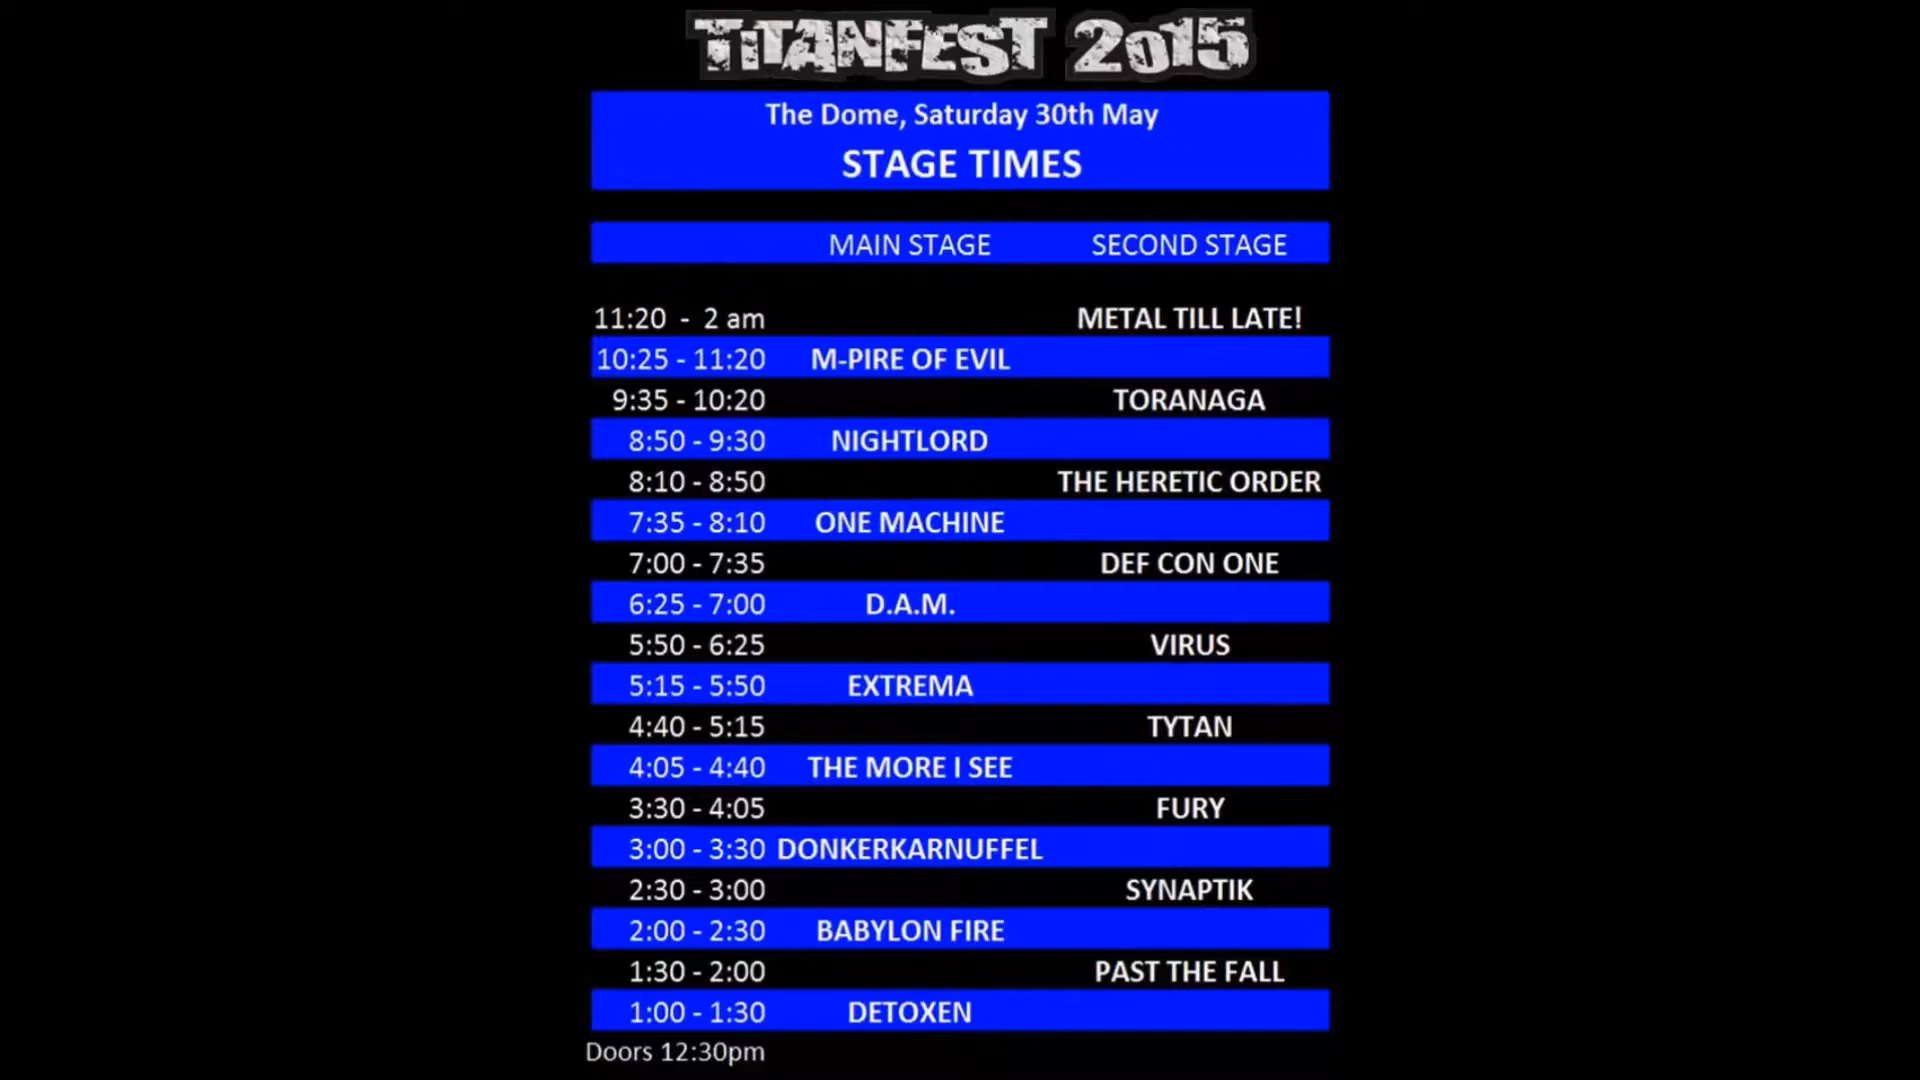 TITANFEST 2015
The Dome, Saturday 30th May
STAGE TIMES
MAIN STAGE SECOND STAGE
11:20 - 2 am METAL TILL LATE!
10:25 - 11:20 M-PIRE OF EVIL
9:35 - 10:20 TORANAGA
8:50 - 9:30 NIGHTLORD
8:10 - 8:50 THE HERETIC ORDER
7:35 - 8:10 ONE MACHINE
7:00 - 7:35 DEF CON ONE
6:25 - 7:00 D.A.M.
5:50 - 6:25 VIRUS
5:15 - 5:50 EXTREMA
4:40 - 5:15 TYTAN
4:05 - 4:40 THE MORE I SEE
3:30 - 4:05 FURY
3:00 - 3:30 DONKERKARNUFFEL
2:30 - 3:00 SYNAPTIK
2:00 - 2:30 BABYLON FIRE
1:30 - 2:00 PAST THE FALL
1:00 - 1:30 DETOXEN
Doors 12:30pm